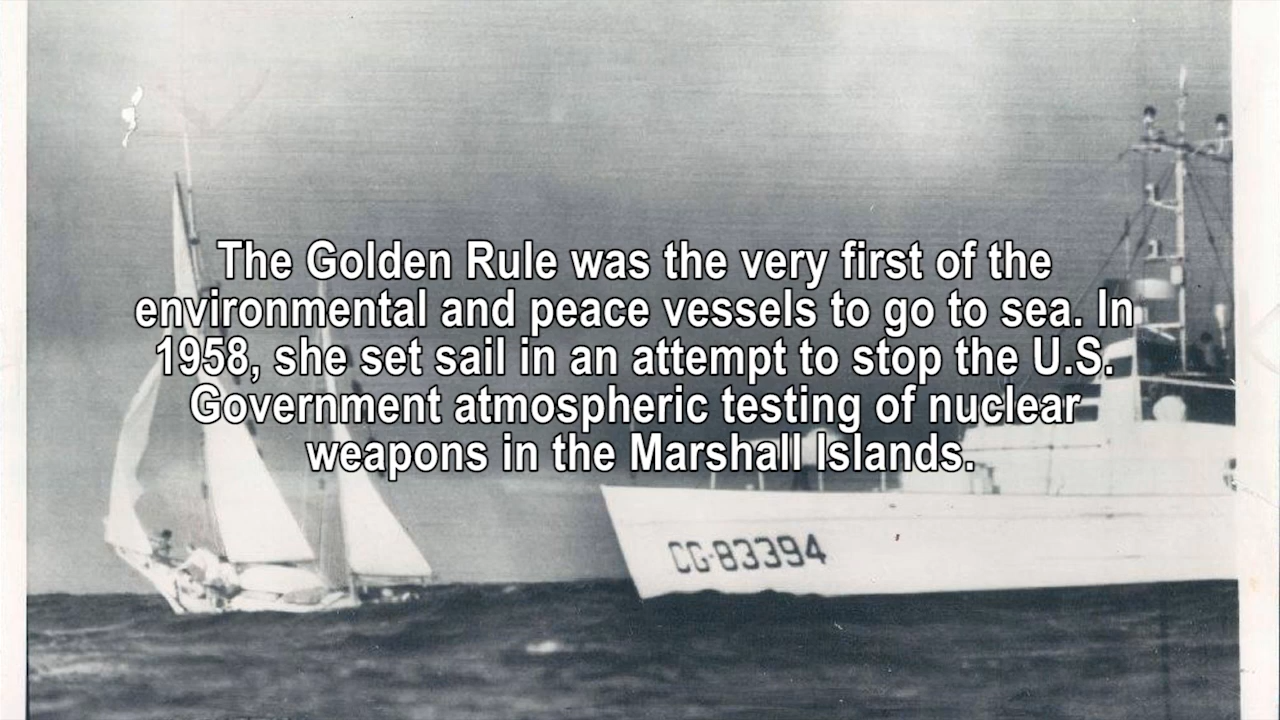 The Golden Rule was the very first of the
environmental and peace vessels to go to sea. In
1958, she set sail in an attempt to stop the U.S.
Government atmospheric testing of nuclear
weapons in the Marshall Islands.
CG-83394